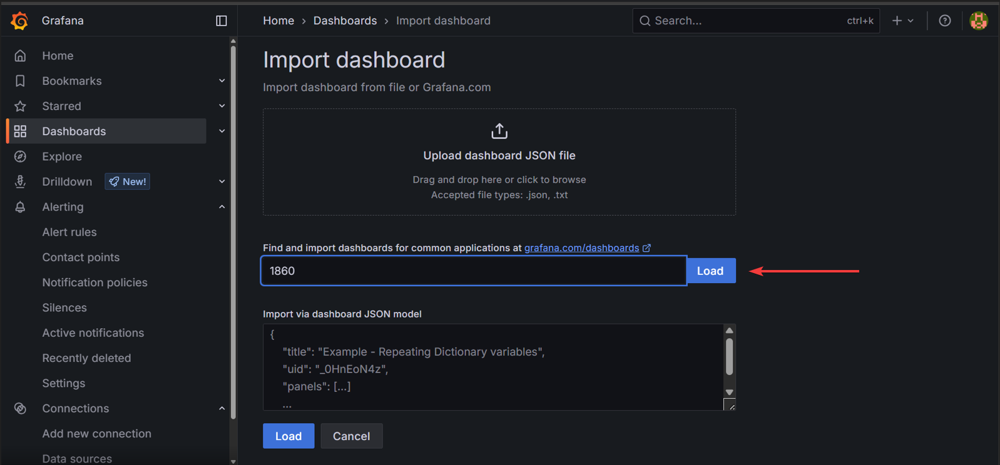 Grafana
Home › Dashboards › Import dashboard
Search... ctrl+k
Home
Bookmarks
Starred
Dashboards
Explore
Drilldown New!
Alerting
Alert rules
Contact points
Notification policies
Silences
Active notifications
Recently deleted
Settings
Connections
Add new connection
Data sources
Import dashboard
Import dashboard from file or Grafana.com
Upload dashboard JSON file
Drag and drop here or click to browse
Accepted file types: .json, .txt
Find and import dashboards for common applications at grafana.com/dashboards
1860 Load
Import via dashboard JSON model
{
"title": "Example - Repeating Dictionary variables",
"uid": "_0HnEoN4z",
"panels": [...]
...
Load Cancel